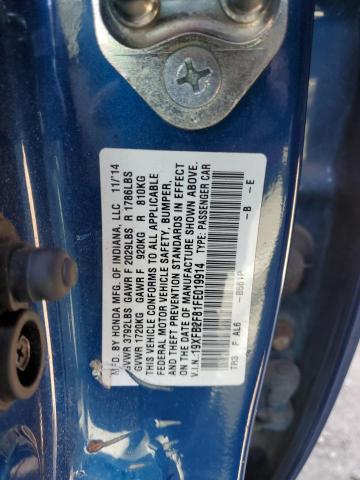 MFD. BY HONDA MFG. OF INDIANA, LLC 11/14
GVWR 3792LBS GAWR F 2029LBS R 1786LBS
GVWR 1720KG GAWR F 920KG R 810KG
THIS VEHICLE CONFORMS TO ALL APPLICABLE
FEDERAL MOTOR VEHICLE SAFETY, BUMPER,
AND THEFT PREVENTION STANDARDS IN EFFECT
ON THE DATE OF MANUFACTURE SHOWN ABOVE.
V.I.N.:19XFB2F81FE019914 TYPE: PASSENGER CAR
TR3 F AL6 -B561P -B -E